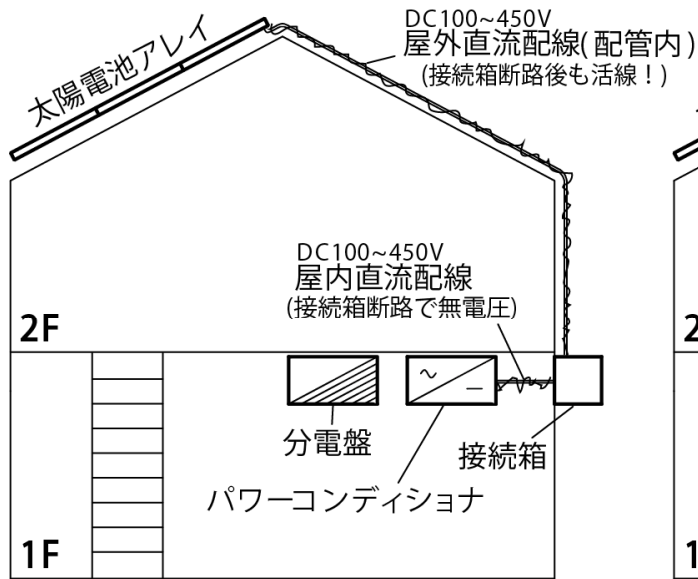 DC100~450V
屋外直流配線(配管内)
(接続箱断路後も活線！)
太陽電池アレイ
DC100~450V
屋内直流配線
(接続箱断路で無電圧)
2F
2
分電盤
接続箱
パワーコンディショナ
1F
1